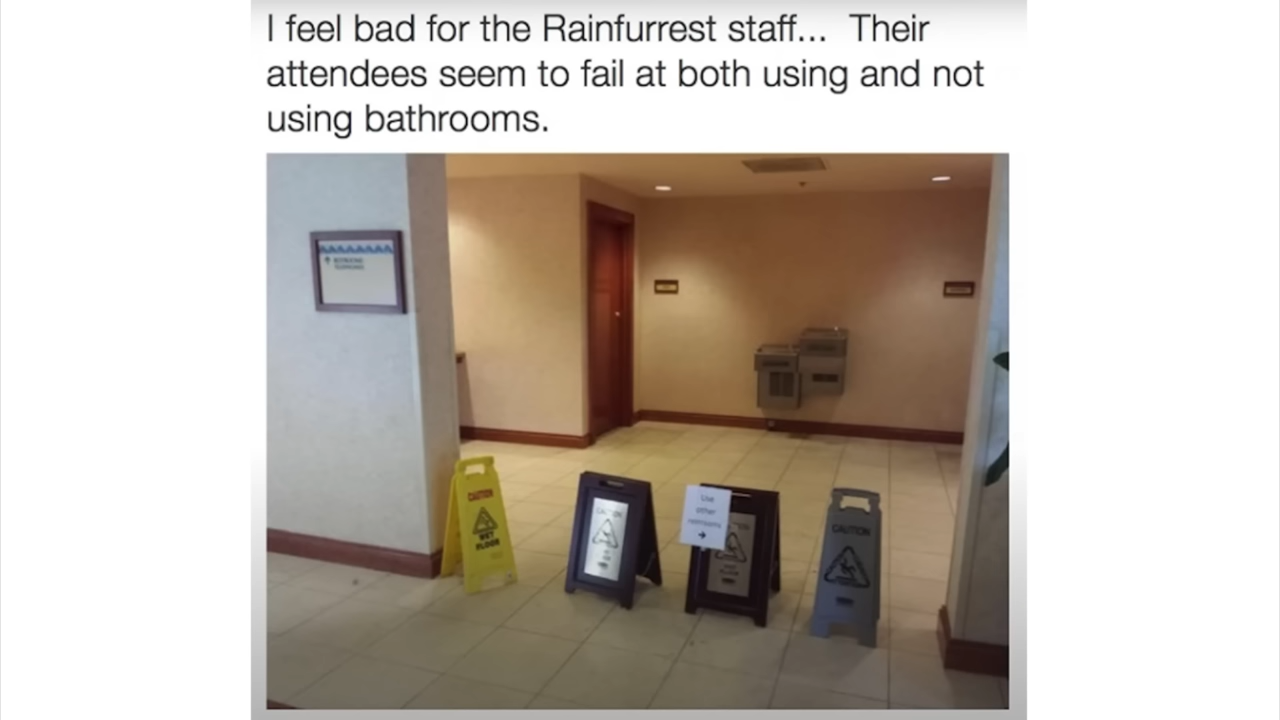 I feel bad for the Rainfurrest staff...  Their
attendees seem to fail at both using and not
using bathrooms.
CAUTION
WET
FLOOR
CAUTION
Use
other
restrooms
→
CAUTION